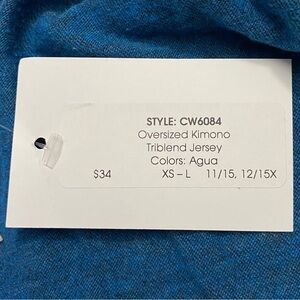 STYLE: CW6084
Oversized Kimono
Triblend Jersey
Colors: Agua
$34 XS – L 11/15, 12/15X